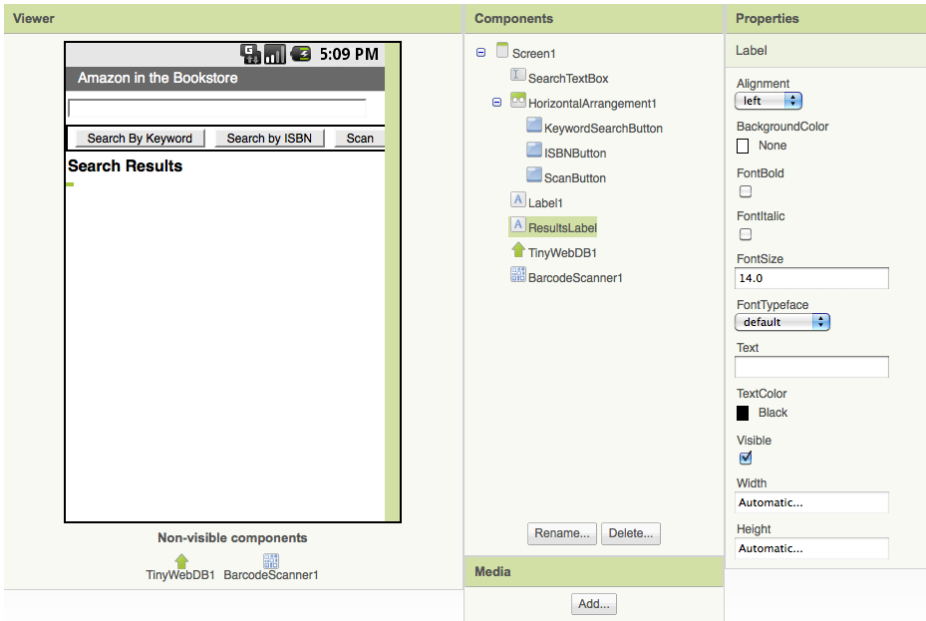 Viewer
5:09 PM
Amazon in the Bookstore
Search By Keyword
Search by ISBN
Scan
Search Results
Non-visible components
TinyWebDB1
BarcodeScanner1
Components
Screen1
SearchTextBox
HorizontalArrangement1
KeywordSearchButton
ISBNButton
ScanButton
A Label1
A ResultsLabel
TinyWebDB1
BarcodeScanner1
Rename...
Delete...
Media
Add...
Properties
Label
Alignment
left
BackgroundColor
None
FontBold
FontItalic
FontSize
14.0
FontTypeface
default
Text
TextColor
Black
Visible
Width
Automatic...
Height
Automatic...